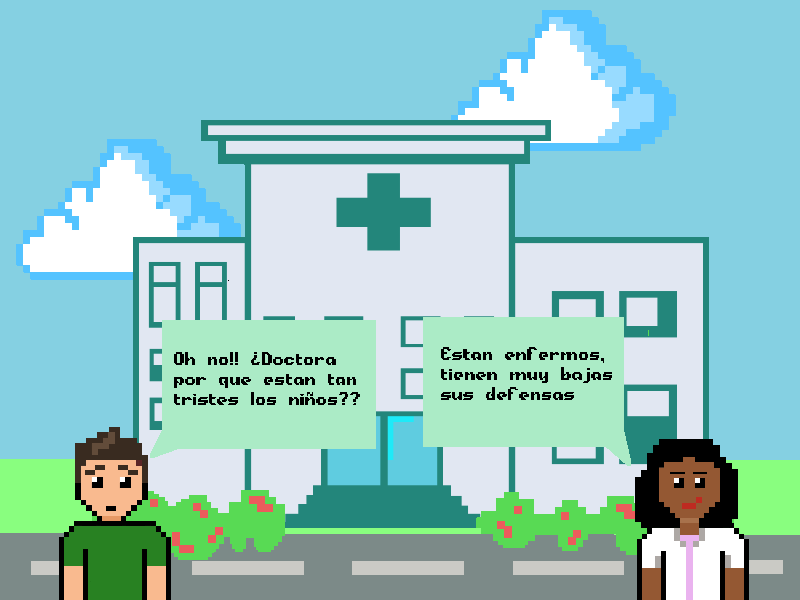 Oh no!! ¿Doctora
por que estan tan
tristes los niños??
Estan enfermos,
tienen muy bajas
sus defensas